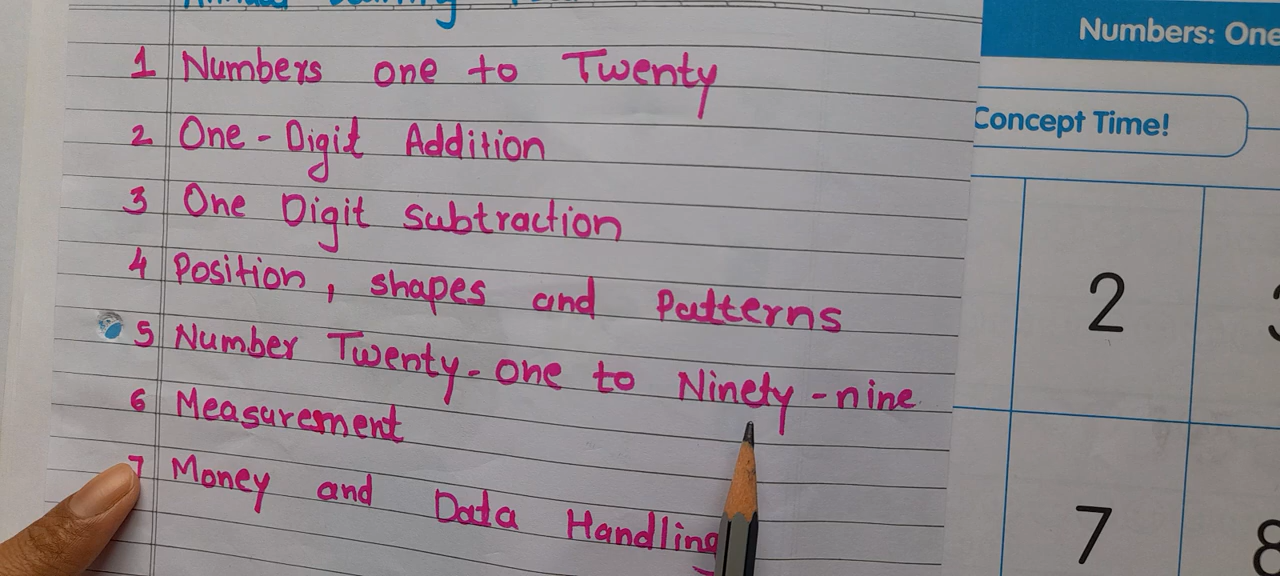 Numbers: One
1 Numbers one to Twenty
Concept Time!
2 One - Digit Addition
3 One Digit Subtraction
4 Position, shapes and Patterns
2
5 Number Twenty-one to Ninety-nine
6 Measurement
7 Money and Data Handling
7
8